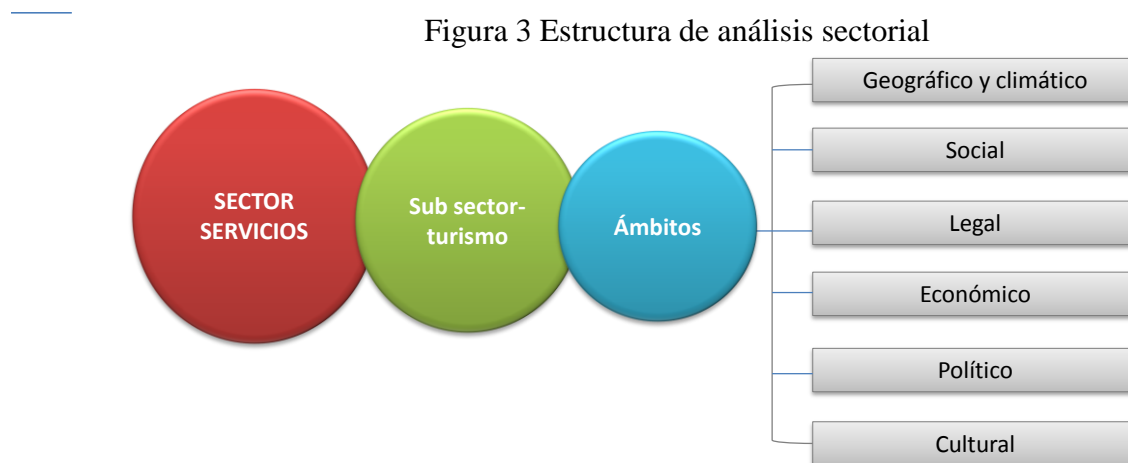 Figura 3 Estructura de análisis sectorial
SECTOR
SERVICIOS
Sub sector-
turismo
Ámbitos
Geográfico y climático
Social
Legal
Económico
Político
Cultural